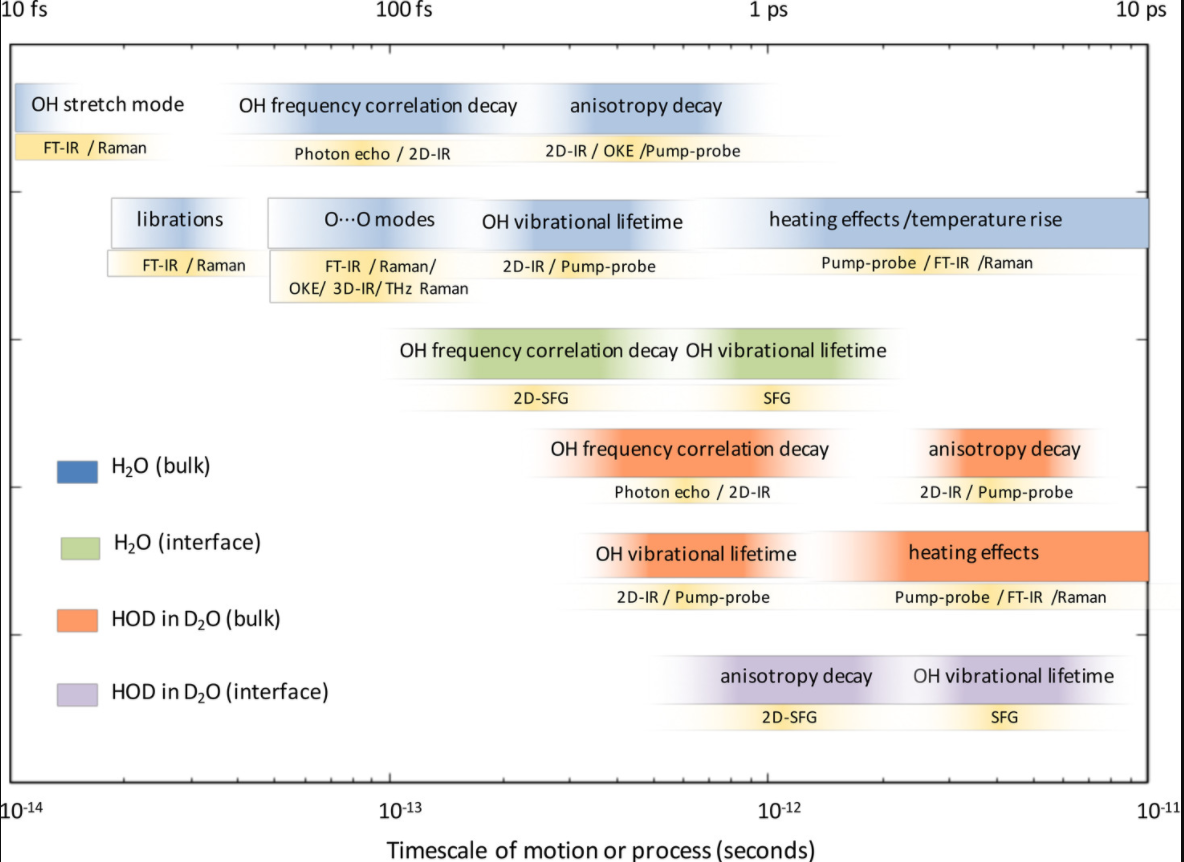 10 fs 100 fs 1 ps 10 ps
OH stretch mode OH frequency correlation decay anisotropy decay
FT-IR / Raman Photon echo / 2D-IR 2D-IR / OKE /Pump-probe
librations O···O modes OH vibrational lifetime heating effects /temperature rise
FT-IR / Raman FT-IR / Raman/ 2D-IR / Pump-probe Pump-probe / FT-IR /Raman
OKE/ 3D-IR/ THz Raman
OH frequency correlation decay OH vibrational lifetime
2D-SFG SFG
OH frequency correlation decay anisotropy decay
H₂O (bulk)
Photon echo / 2D-IR 2D-IR / Pump-probe
H₂O (interface)
OH vibrational lifetime heating effects
2D-IR / Pump-probe Pump-probe / FT-IR /Raman
HOD in D₂O (bulk)
anisotropy decay OH vibrational lifetime
HOD in D₂O (interface)
2D-SFG SFG
10⁻¹⁴ 10⁻¹³ 10⁻¹² 10⁻¹¹
Timescale of motion or process (seconds)